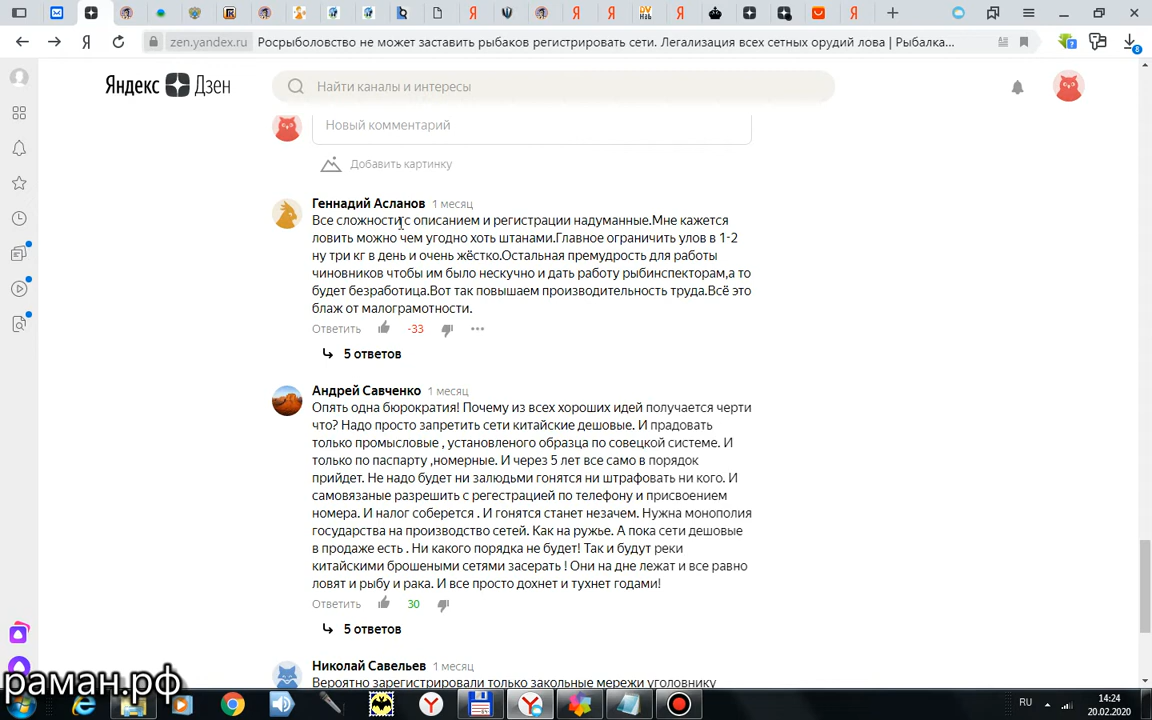 zen.yandex.ru Росрыболовство не может заставить рыбаков регистрировать сети. Легализация всех сетных орудий лова | Рыбалка...
Яндекс Дзен
Найти каналы и интересы
Новый комментарий
Добавить картинку
Геннадий Асланов 1 месяц
Все сложности с описанием и регистрации надуманные.Мне кажется
ловить можно чем угодно хоть штанами.Главное ограничить улов в 1-2
ну три кг в день и очень жёстко.Остальная премудрость для работы
чиновников чтобы им было нескучно и дать работу рыбинспекторам,а то
будет безработица.Вот так повышаем производительность труда.Всё это
блаж от малограмотности.
Ответить -33
5 ответов
Андрей Савченко 1 месяц
Опять одна бюрократия! Почему из всех хороших идей получается черти
что? Надо просто запретить сети китайские дешовые. И прадовать
только промысловые , установленого образца по совецкой системе. И
только по паспарту ,номерные. И через 5 лет все само в порядок
прийдет. Не надо будет ни залюдьми гонятся ни штрафовать ни кого. И
самовязаные разрешить с регестрацией по телефону и присвоением
номера. И налог соберется . И гонятся станет незачем. Нужна монополия
государства на производство сетей. Как на ружье. А пока сети дешовые
в продаже есть . Ни какого порядка не будет! Так и будут реки
китайскими брошеными сетями засерать ! Они на дне лежат и все равно
ловят и рыбу и рака. И все просто дохнет и тухнет годами!
Ответить 30
5 ответов
Николай Савельев 1 месяц
Вероятно зарегистрировали только закольные мережи уголовнику
раман.рф
RU
14:24
20.02.2020